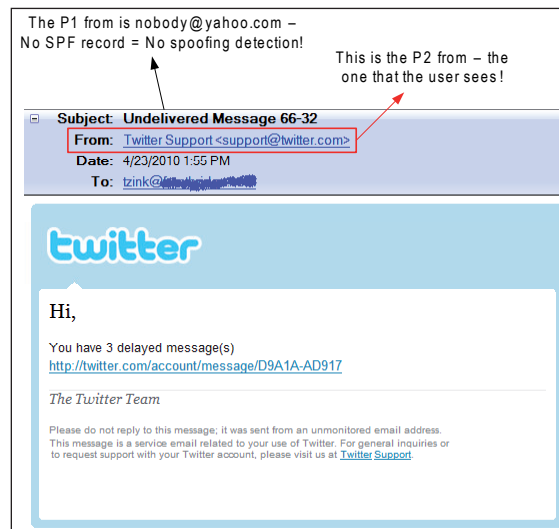 The P1 from is nobody@yahoo.com –
No SPF record = No spoofing detection!
This is the P2 from – the
one that the user sees!
Subject: Undelivered Message 66-32
From: Twitter Support <support@twitter.com>
Date: 4/23/2010 1:55 PM
To: tzink@
twitter
Hi,
You have 3 delayed message(s)
http://twitter.com/account/message/D9A1A-AD917
The Twitter Team
Please do not reply to this message; it was sent from an unmonitored email address.
This message is a service email related to your use of Twitter. For general inquiries or
to request support with your Twitter account, please visit us at Twitter Support.